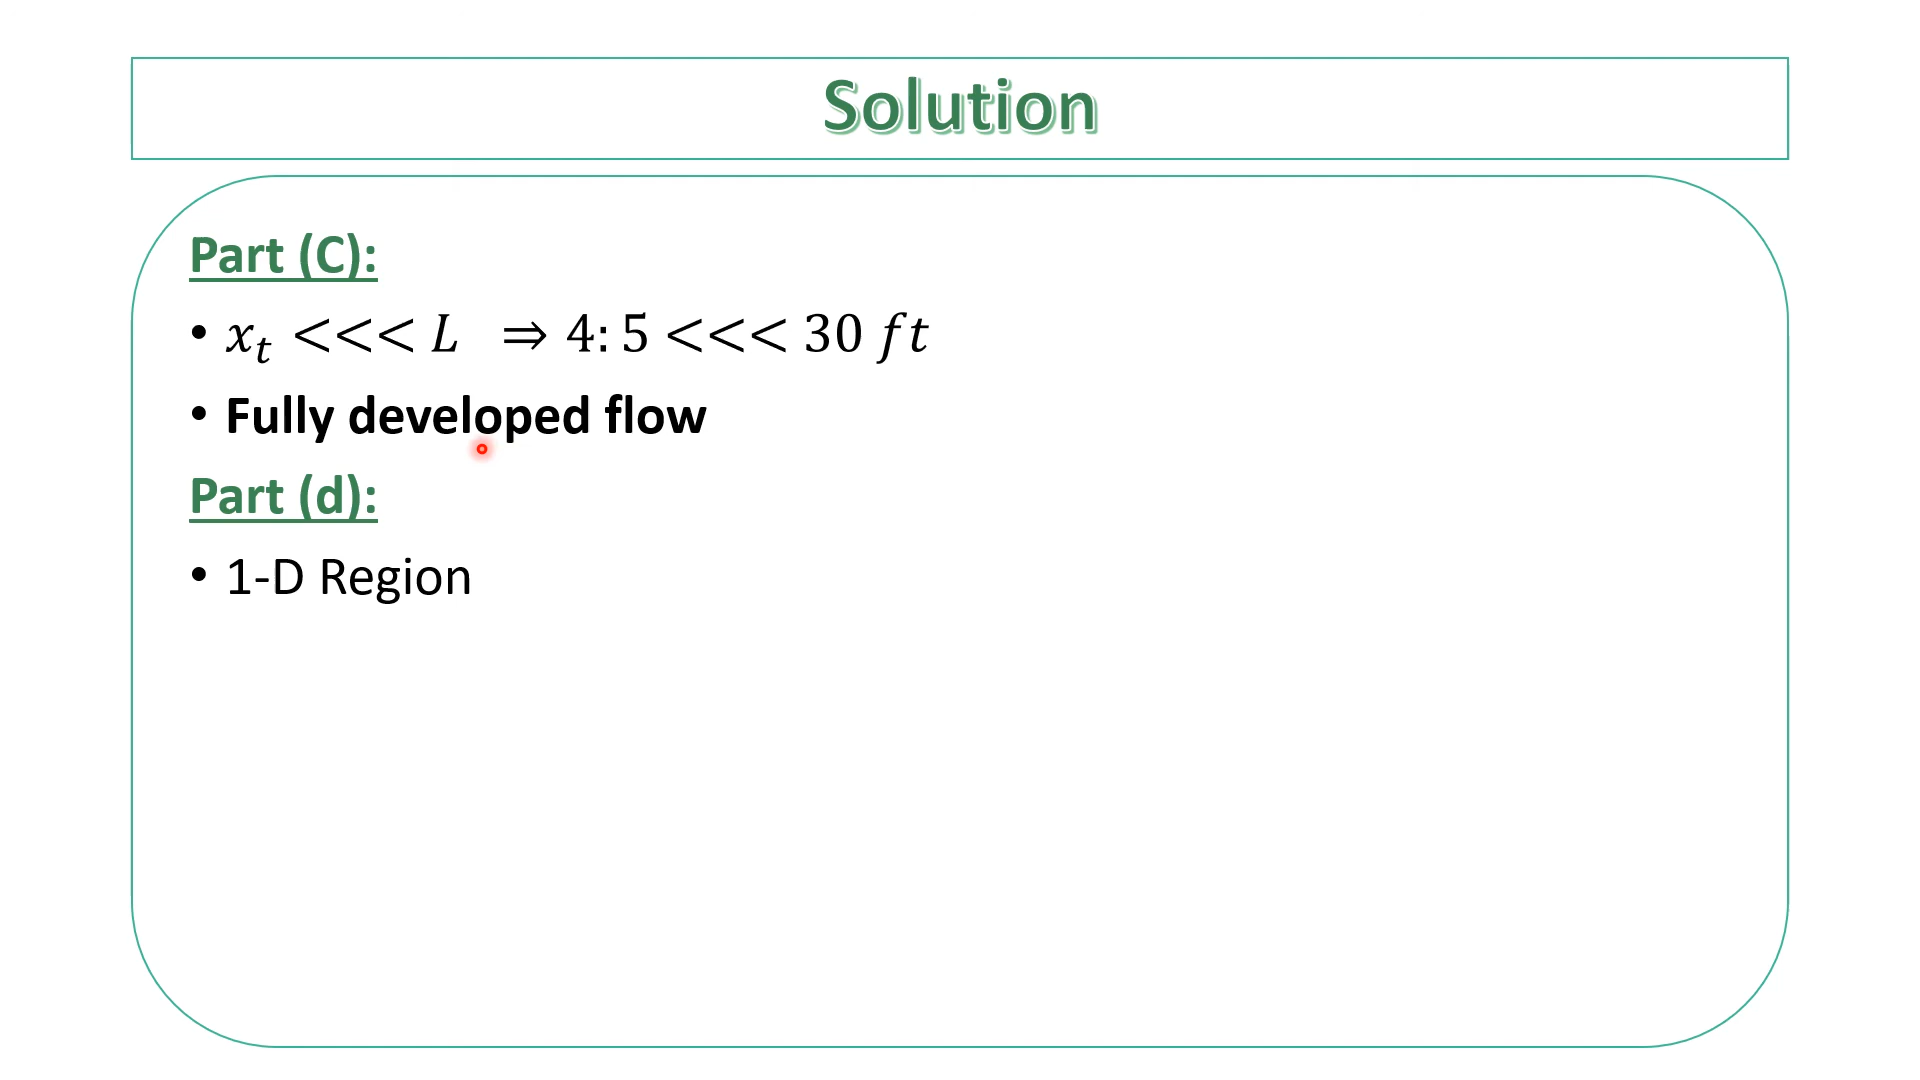 Solution
Part (C):
• x_t <<< L ⇒ 4: 5 <<< 30 ft
• Fully developed flow
Part (d):
• 1-D Region